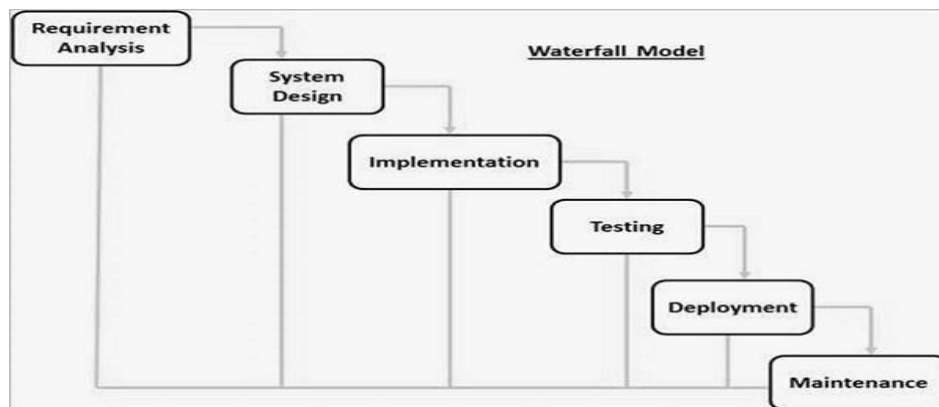 Requirement
Analysis
Waterfall Model
System
Design
Implementation
Testing
Deployment
Maintenance